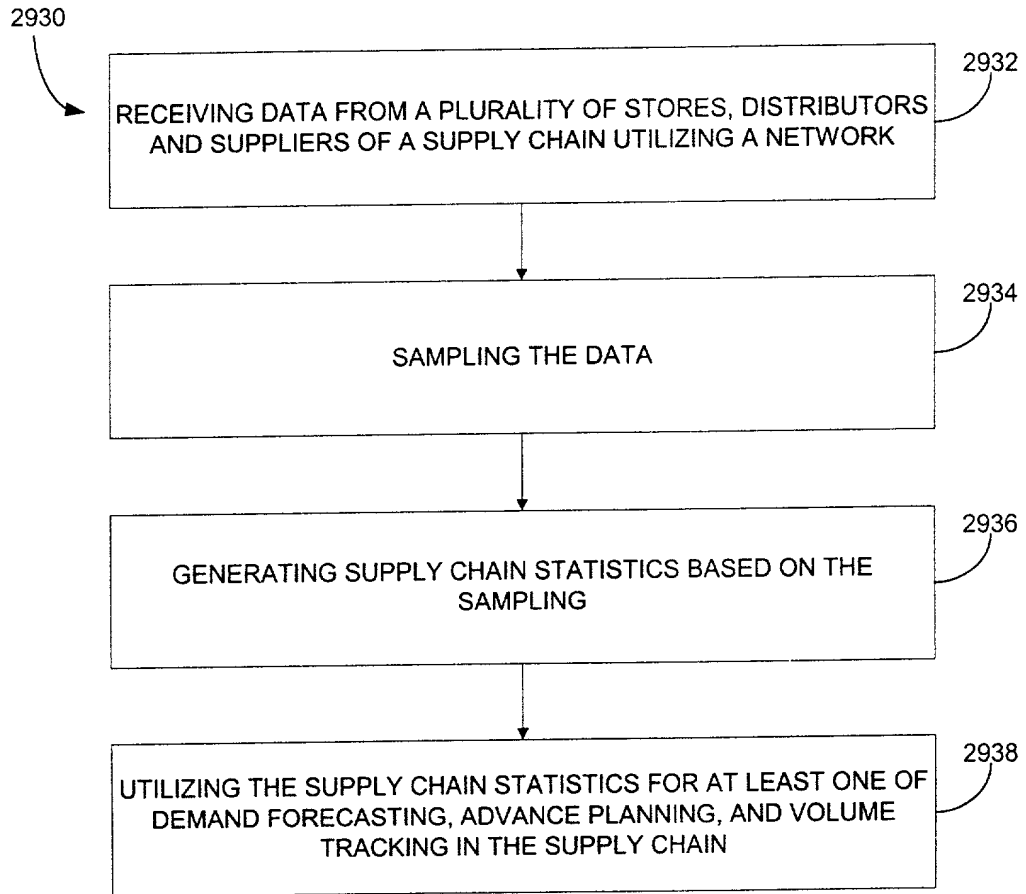 2930
2932
RECEIVING DATA FROM A PLURALITY OF STORES, DISTRIBUTORS
AND SUPPLIERS OF A SUPPLY CHAIN UTILIZING A NETWORK
2934
SAMPLING THE DATA
2936
GENERATING SUPPLY CHAIN STATISTICS BASED ON THE
SAMPLING
2938
UTILIZING THE SUPPLY CHAIN STATISTICS FOR AT LEAST ONE OF
DEMAND FORECASTING, ADVANCE PLANNING, AND VOLUME
TRACKING IN THE SUPPLY CHAIN